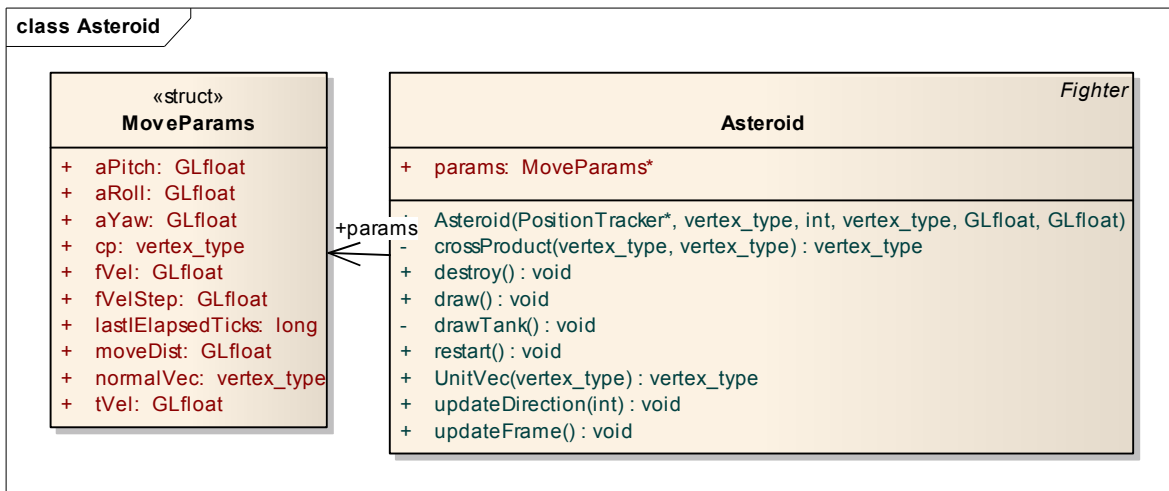 class Asteroid
«struct»
MoveParams
+ aPitch: GLfloat
+ aRoll: GLfloat
+ aYaw: GLfloat
+ cp: vertex_type
+ fVel: GLfloat
+ fVelStep: GLfloat
+ lastlElapsedTicks: long
+ moveDist: GLfloat
+ normalVec: vertex_type
+ tVel: GLfloat
+params
Fighter
Asteroid
+ params: MoveParams*
+ Asteroid(PositionTracker*, vertex_type, int, vertex_type, GLfloat, GLfloat)
- crossProduct(vertex_type, vertex_type) : vertex_type
+ destroy() : void
+ draw() : void
- drawTank() : void
+ restart() : void
+ UnitVec(vertex_type) : vertex_type
+ updateDirection(int) : void
+ updateFrame() : void